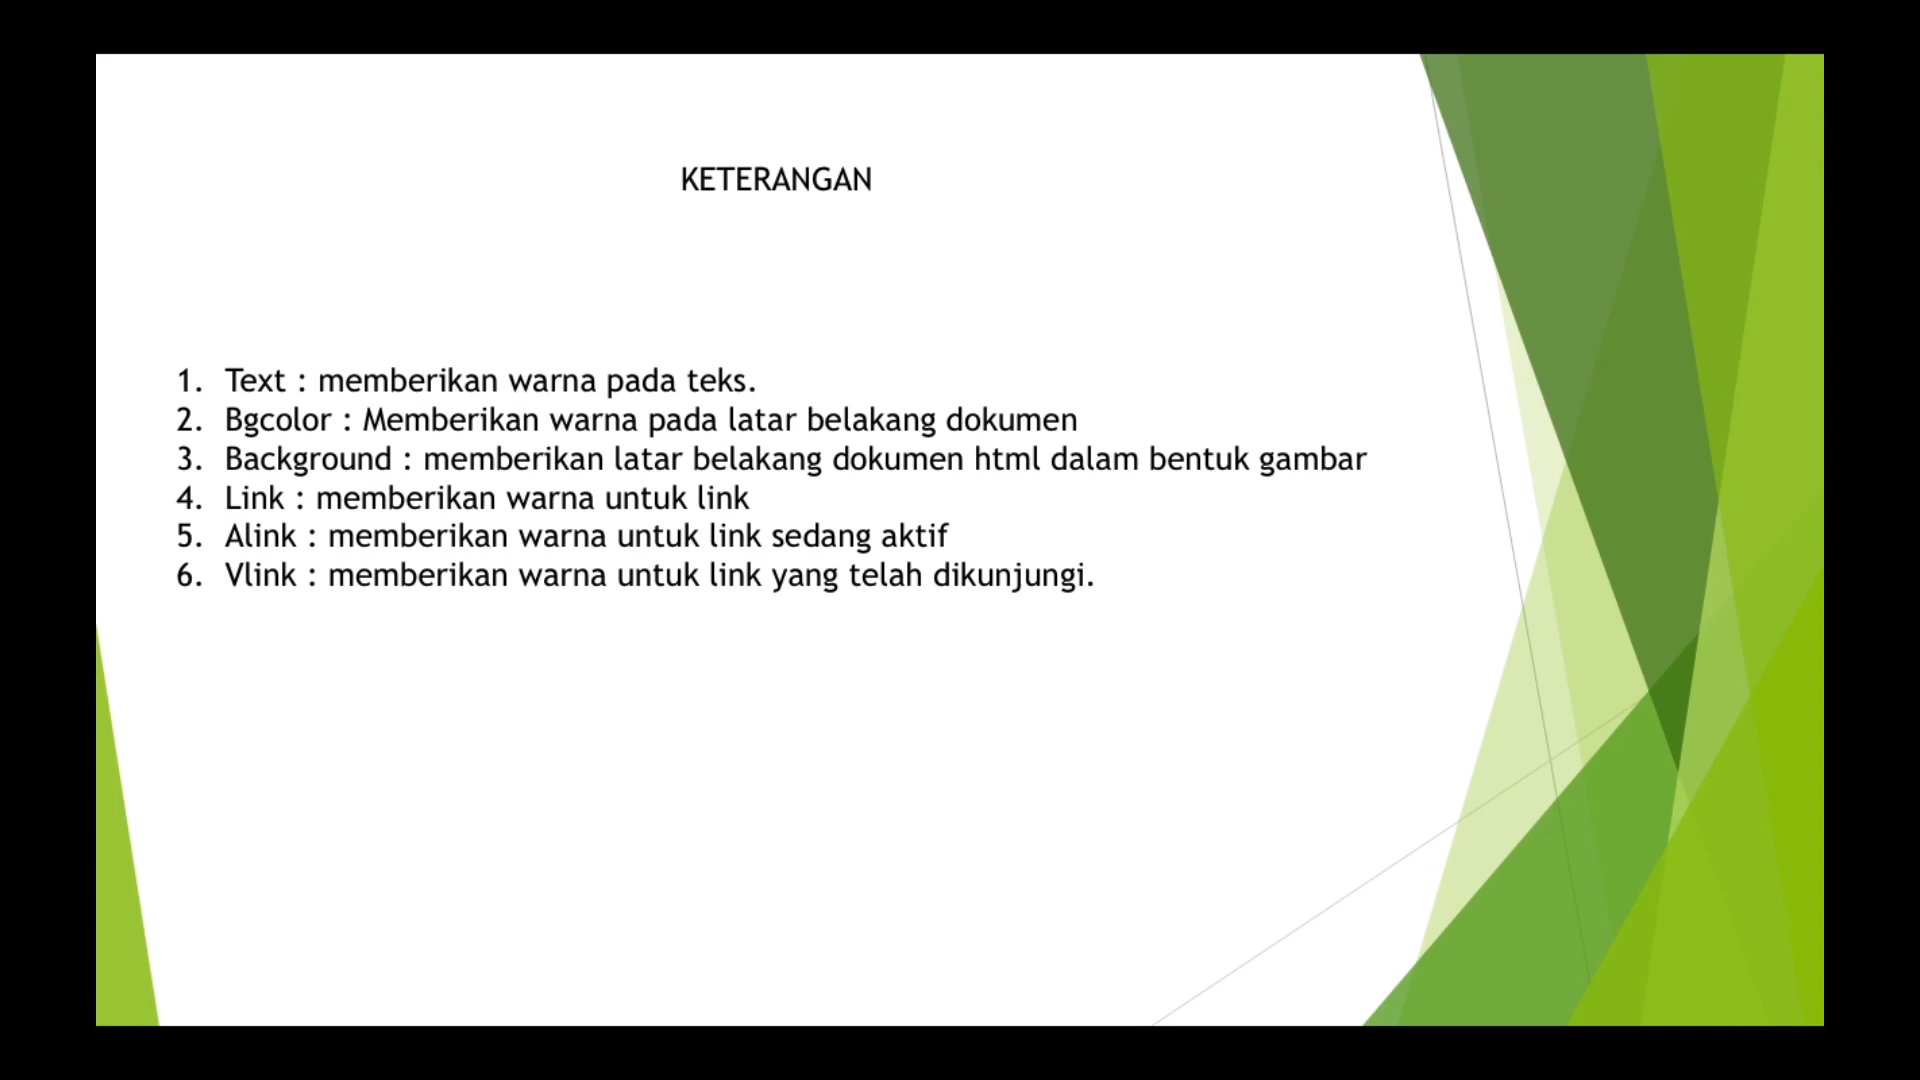 KETERANGAN
1. Text : memberikan warna pada teks.
2. Bgcolor : Memberikan warna pada latar belakang dokumen
3. Background : memberikan latar belakang dokumen html dalam bentuk gambar
4. Link : memberikan warna untuk link
5. Alink : memberikan warna untuk link sedang aktif
6. Vlink : memberikan warna untuk link yang telah dikunjungi.